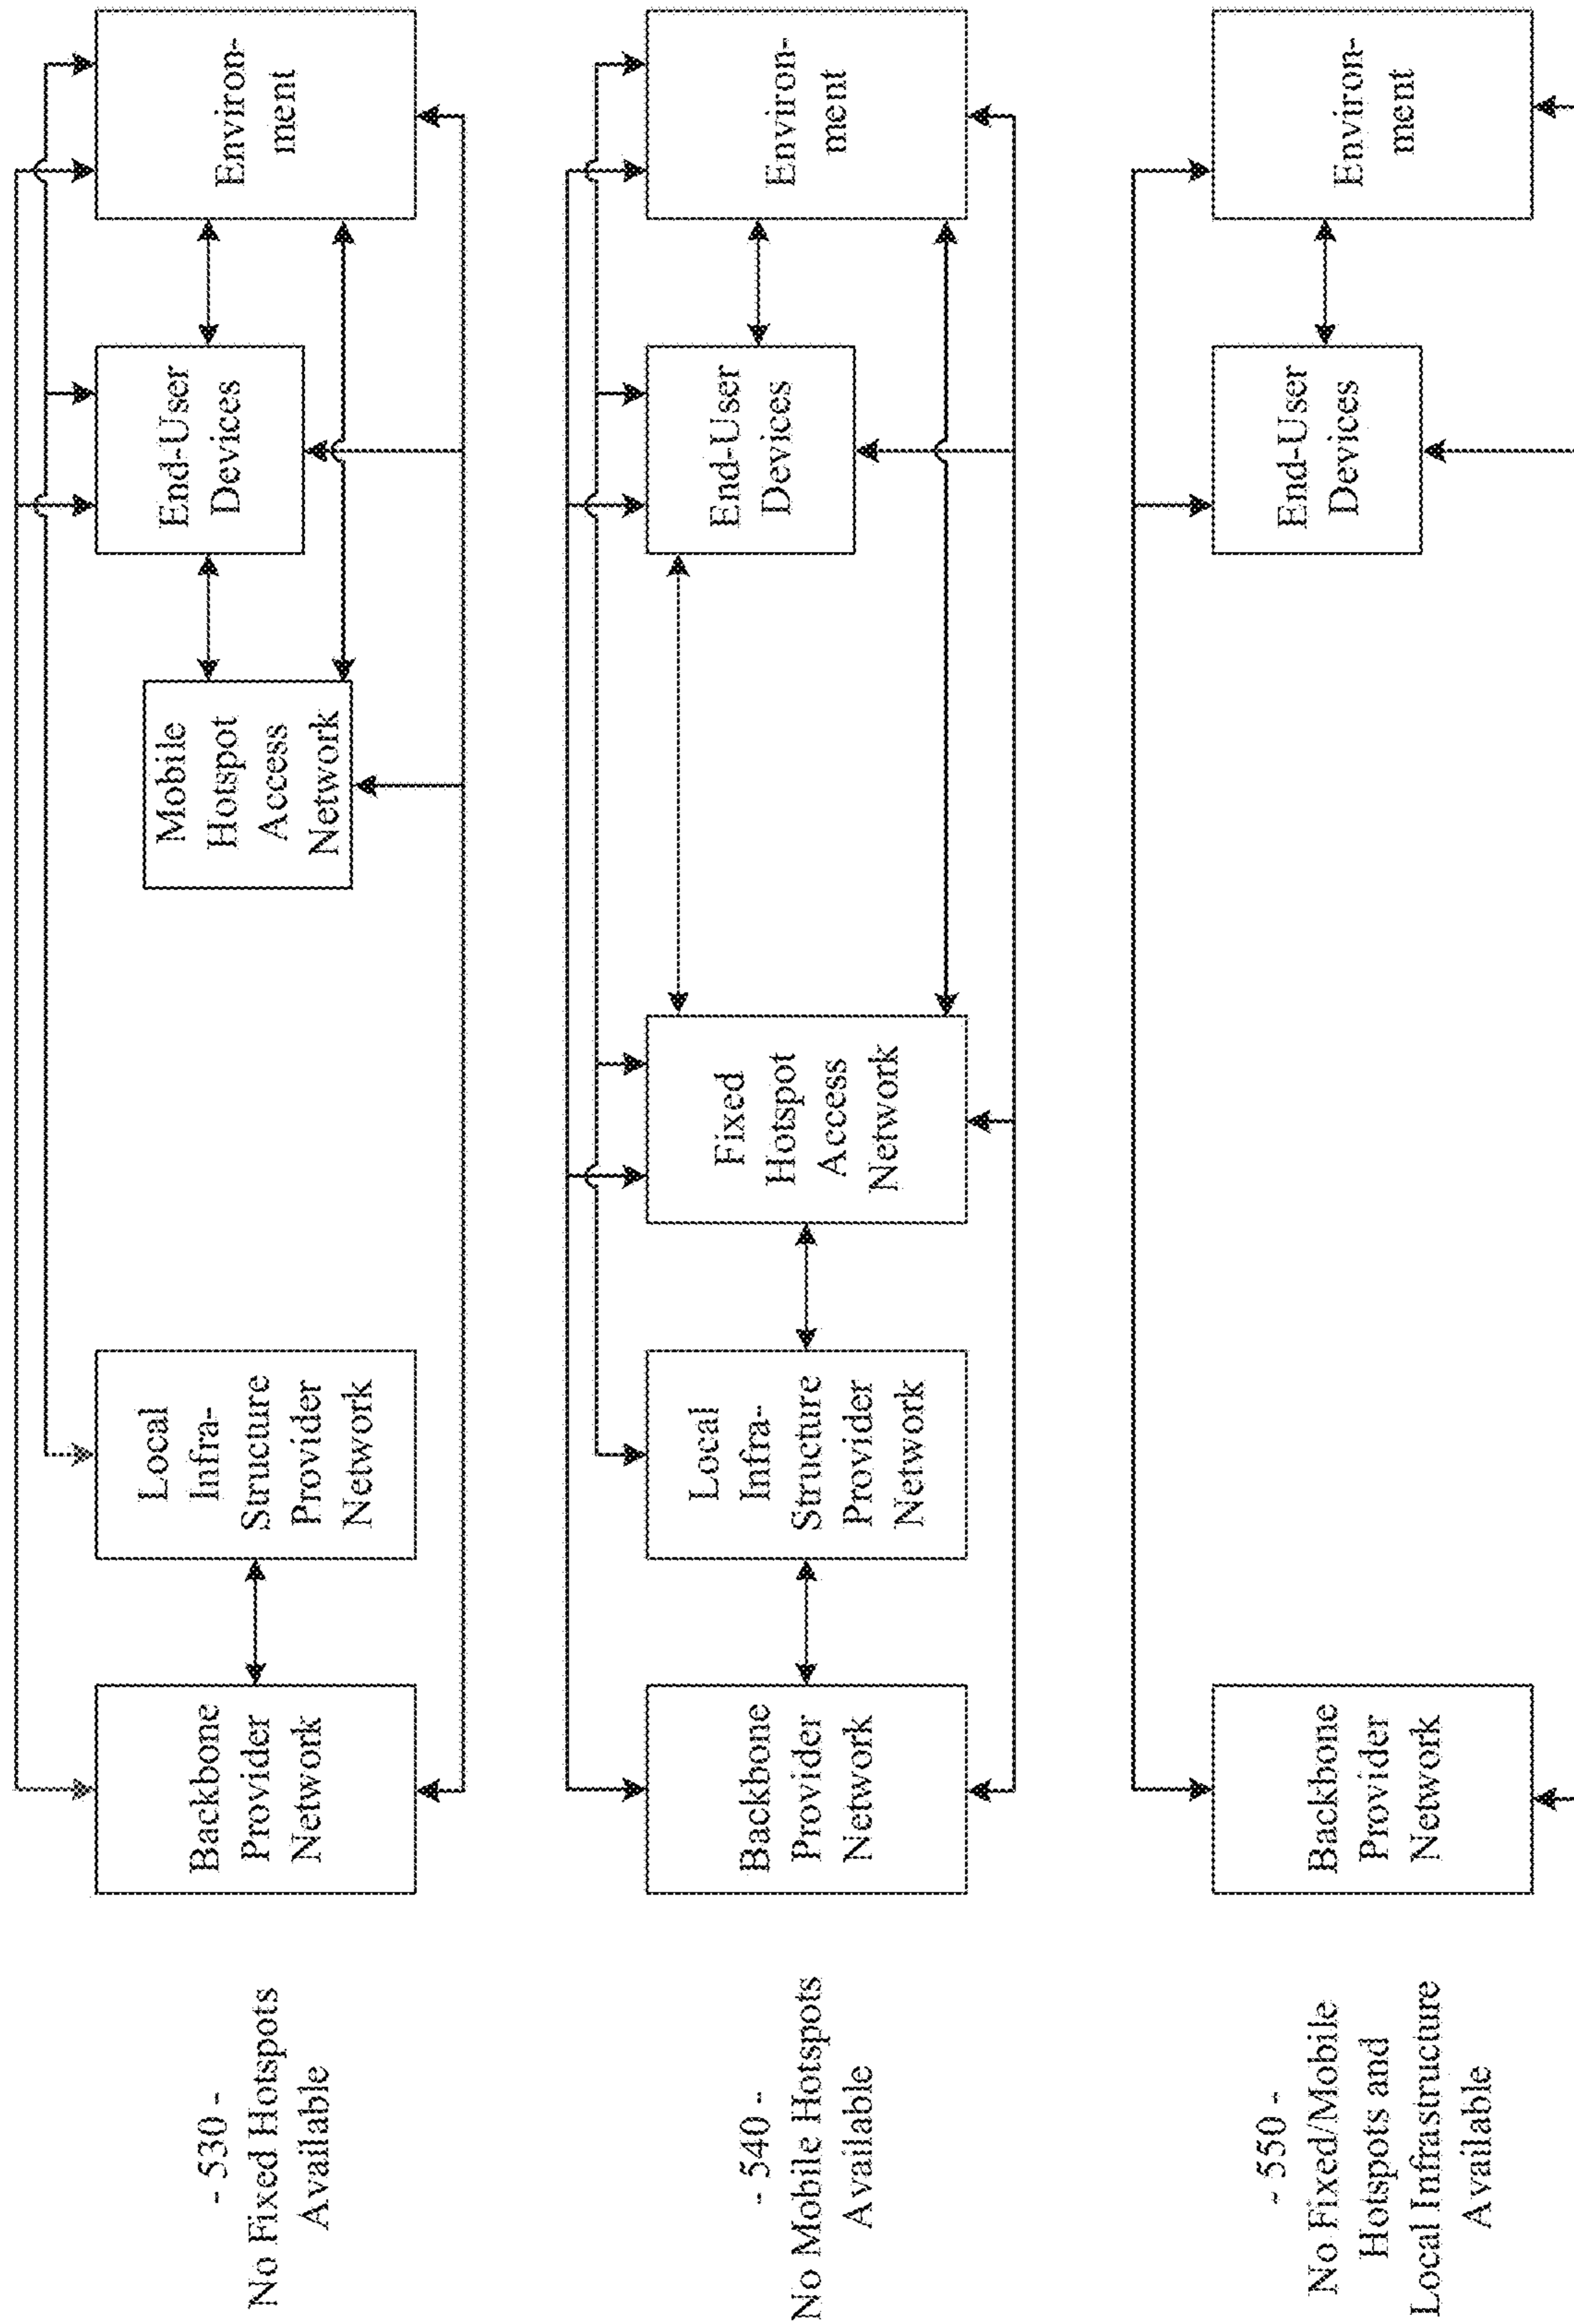 - 530 -
No Fixed Hotspots
Available
Backbone
Provider
Network
Local
Infra-
Structure
Provider
Network
Mobile
Hotspot
Access
Network
End-User
Devices
Environ-
ment
- 540 -
No Mobile Hotspots
Available
Backbone
Provider
Network
Local
Infra-
Structure
Provider
Network
Fixed
Hotspot
Access
Network
End-User
Devices
Environ-
ment
- 550 -
No Fixed/Mobile
Hotspots and
Local Infrastructure
Available
Backbone
Provider
Network
End-User
Devices
Environ-
ment